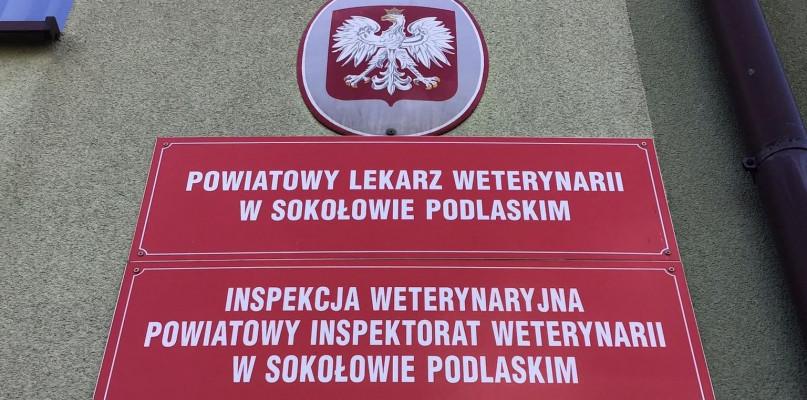 POWIATOWY LEKARZ WETERYNARII
W SOKOŁOWIE PODLASKIM
INSPEKCJA WETERYNARYJNA
POWIATOWY INSPEKTORAT WETERYNARII
W SOKOŁOWIE PODLASKIM